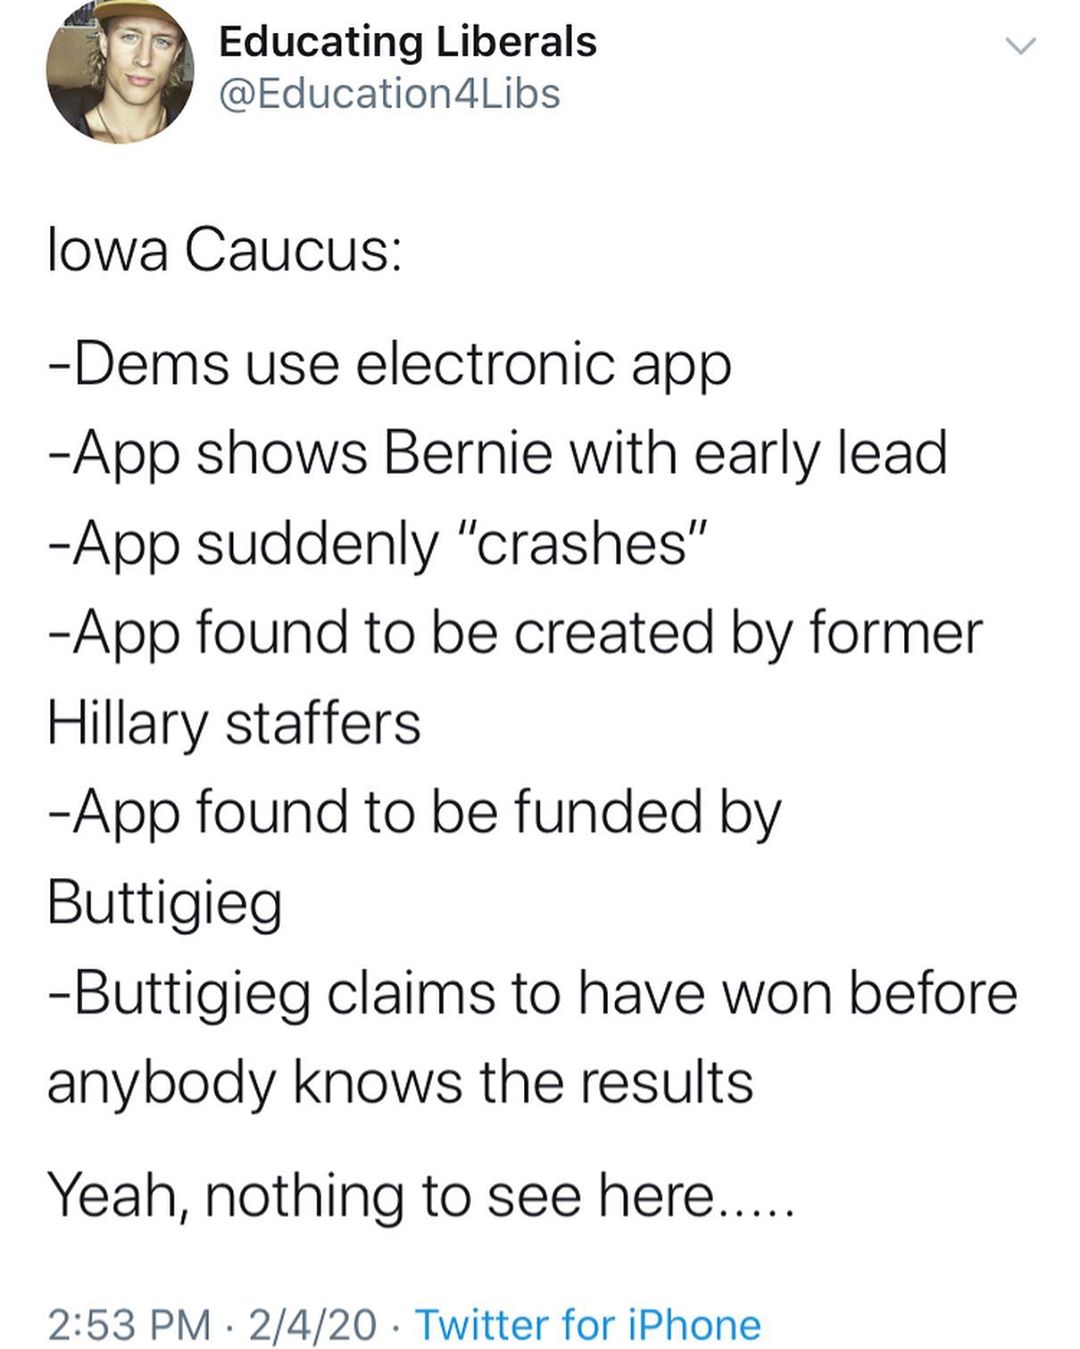 Educating Liberals
@Education4Libs
Iowa Caucus:
-Dems use electronic app
-App shows Bernie with early lead
-App suddenly “crashes”
-App found to be created by former
Hillary staffers
-App found to be funded by
Buttigieg
-Buttigieg claims to have won before
anybody knows the results
Yeah, nothing to see here.....
2:53 PM · 2/4/20 · Twitter for iPhone